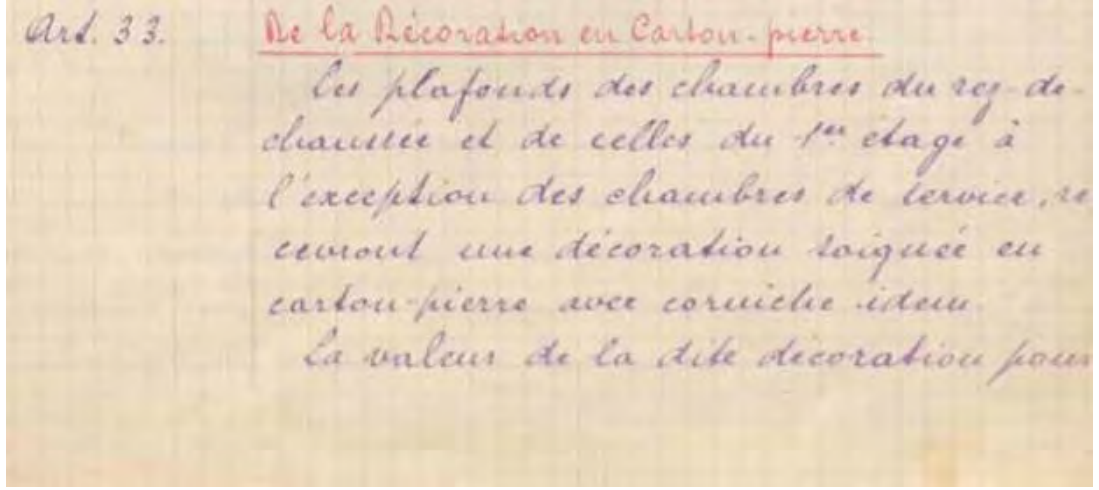 Art. 33. De la Décoration en Carton-pierre
Les plafonds des chambres du rez-de-
chaussée et de celles du 1er étage à
l'exception des chambres de service, re
cevront une décoration soignée en
carton-pierre avec corniche idem.
La valeur de la dite décoration pour